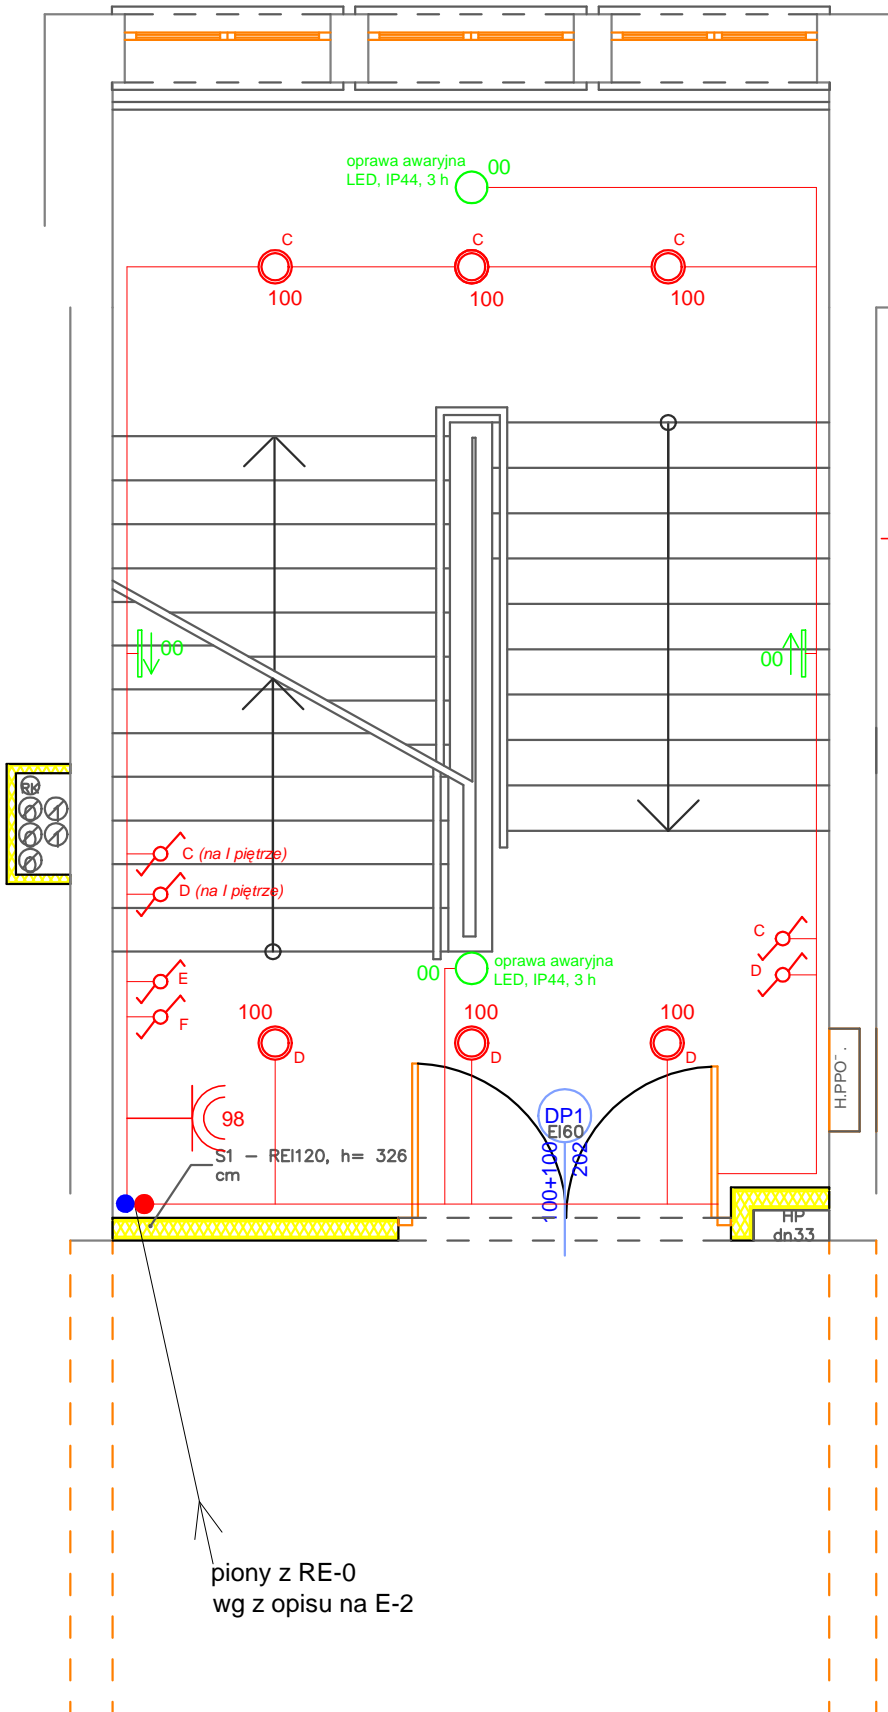 oprawa awaryjna
LED, IP44, 3 h
00
C
C
C
100
100
100
00
00
RK
C (na I piętrze)
D (na I piętrze)
C
D
oprawa awaryjna
LED, IP44, 3 h
00
E
F
100
100
100
D
D
D
98
DP1
EI60
100+100
202
H.PPO
S1 – REI120, h= 326
cm
HP
dn33
piony z RE-0
wg z opisu na E-2